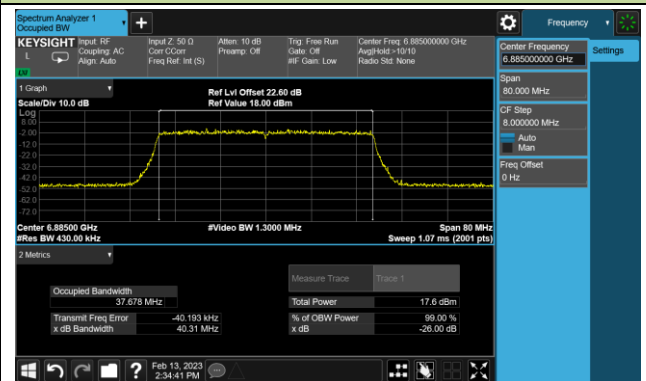 Spectrum Analyzer 1
Occupied BW
+
Frequency
KEYSIGHT
L
Input: RF
Coupling: AC
Align: Auto
Input Z: 50 Ω
Corr CCorr
Freq Ref: Int (S)
Atten: 10 dB
Preamp: Off
Trig: Free Run
Gate: Off
#IF Gain: Low
Center Freq: 6.885000000 GHz
Avg|Hold:>10/10
Radio Std: None
Center Frequency
6.885000000 GHz
Settings
Span
80.000 MHz
CF Step
8.000000 MHz
Auto
Man
Freq Offset
0 Hz
1 Graph
Scale/Div 10.0 dB
Ref Lvl Offset 22.60 dB
Ref Value 18.00 dBm
Log
8.00
-2.00
-12.0
-22.0
-32.0
-42.0
-52.0
-62.0
-72.0
Center 6.88500 GHz
#Video BW 1.3000 MHz
Span 80 MHz
#Res BW 430.00 kHz
Sweep 1.07 ms (2001 pts)
2 Metrics
Measure Trace
Trace 1
Occupied Bandwidth
37.678 MHz
Total Power
17.6 dBm
Transmit Freq Error
-40.193 kHz
% of OBW Power
99.00 %
x dB Bandwidth
40.31 MHz
x dB
-26.00 dB
?
Feb 13, 2023
2:34:41 PM